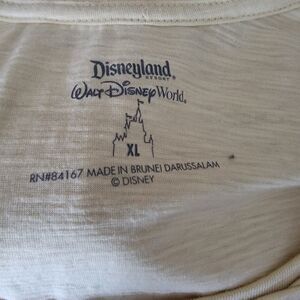 Disneyland
RESORT®
Walt Disney World®
XL
RN#84167 MADE IN BRUNEI DARUSSALAM
© DISNEY